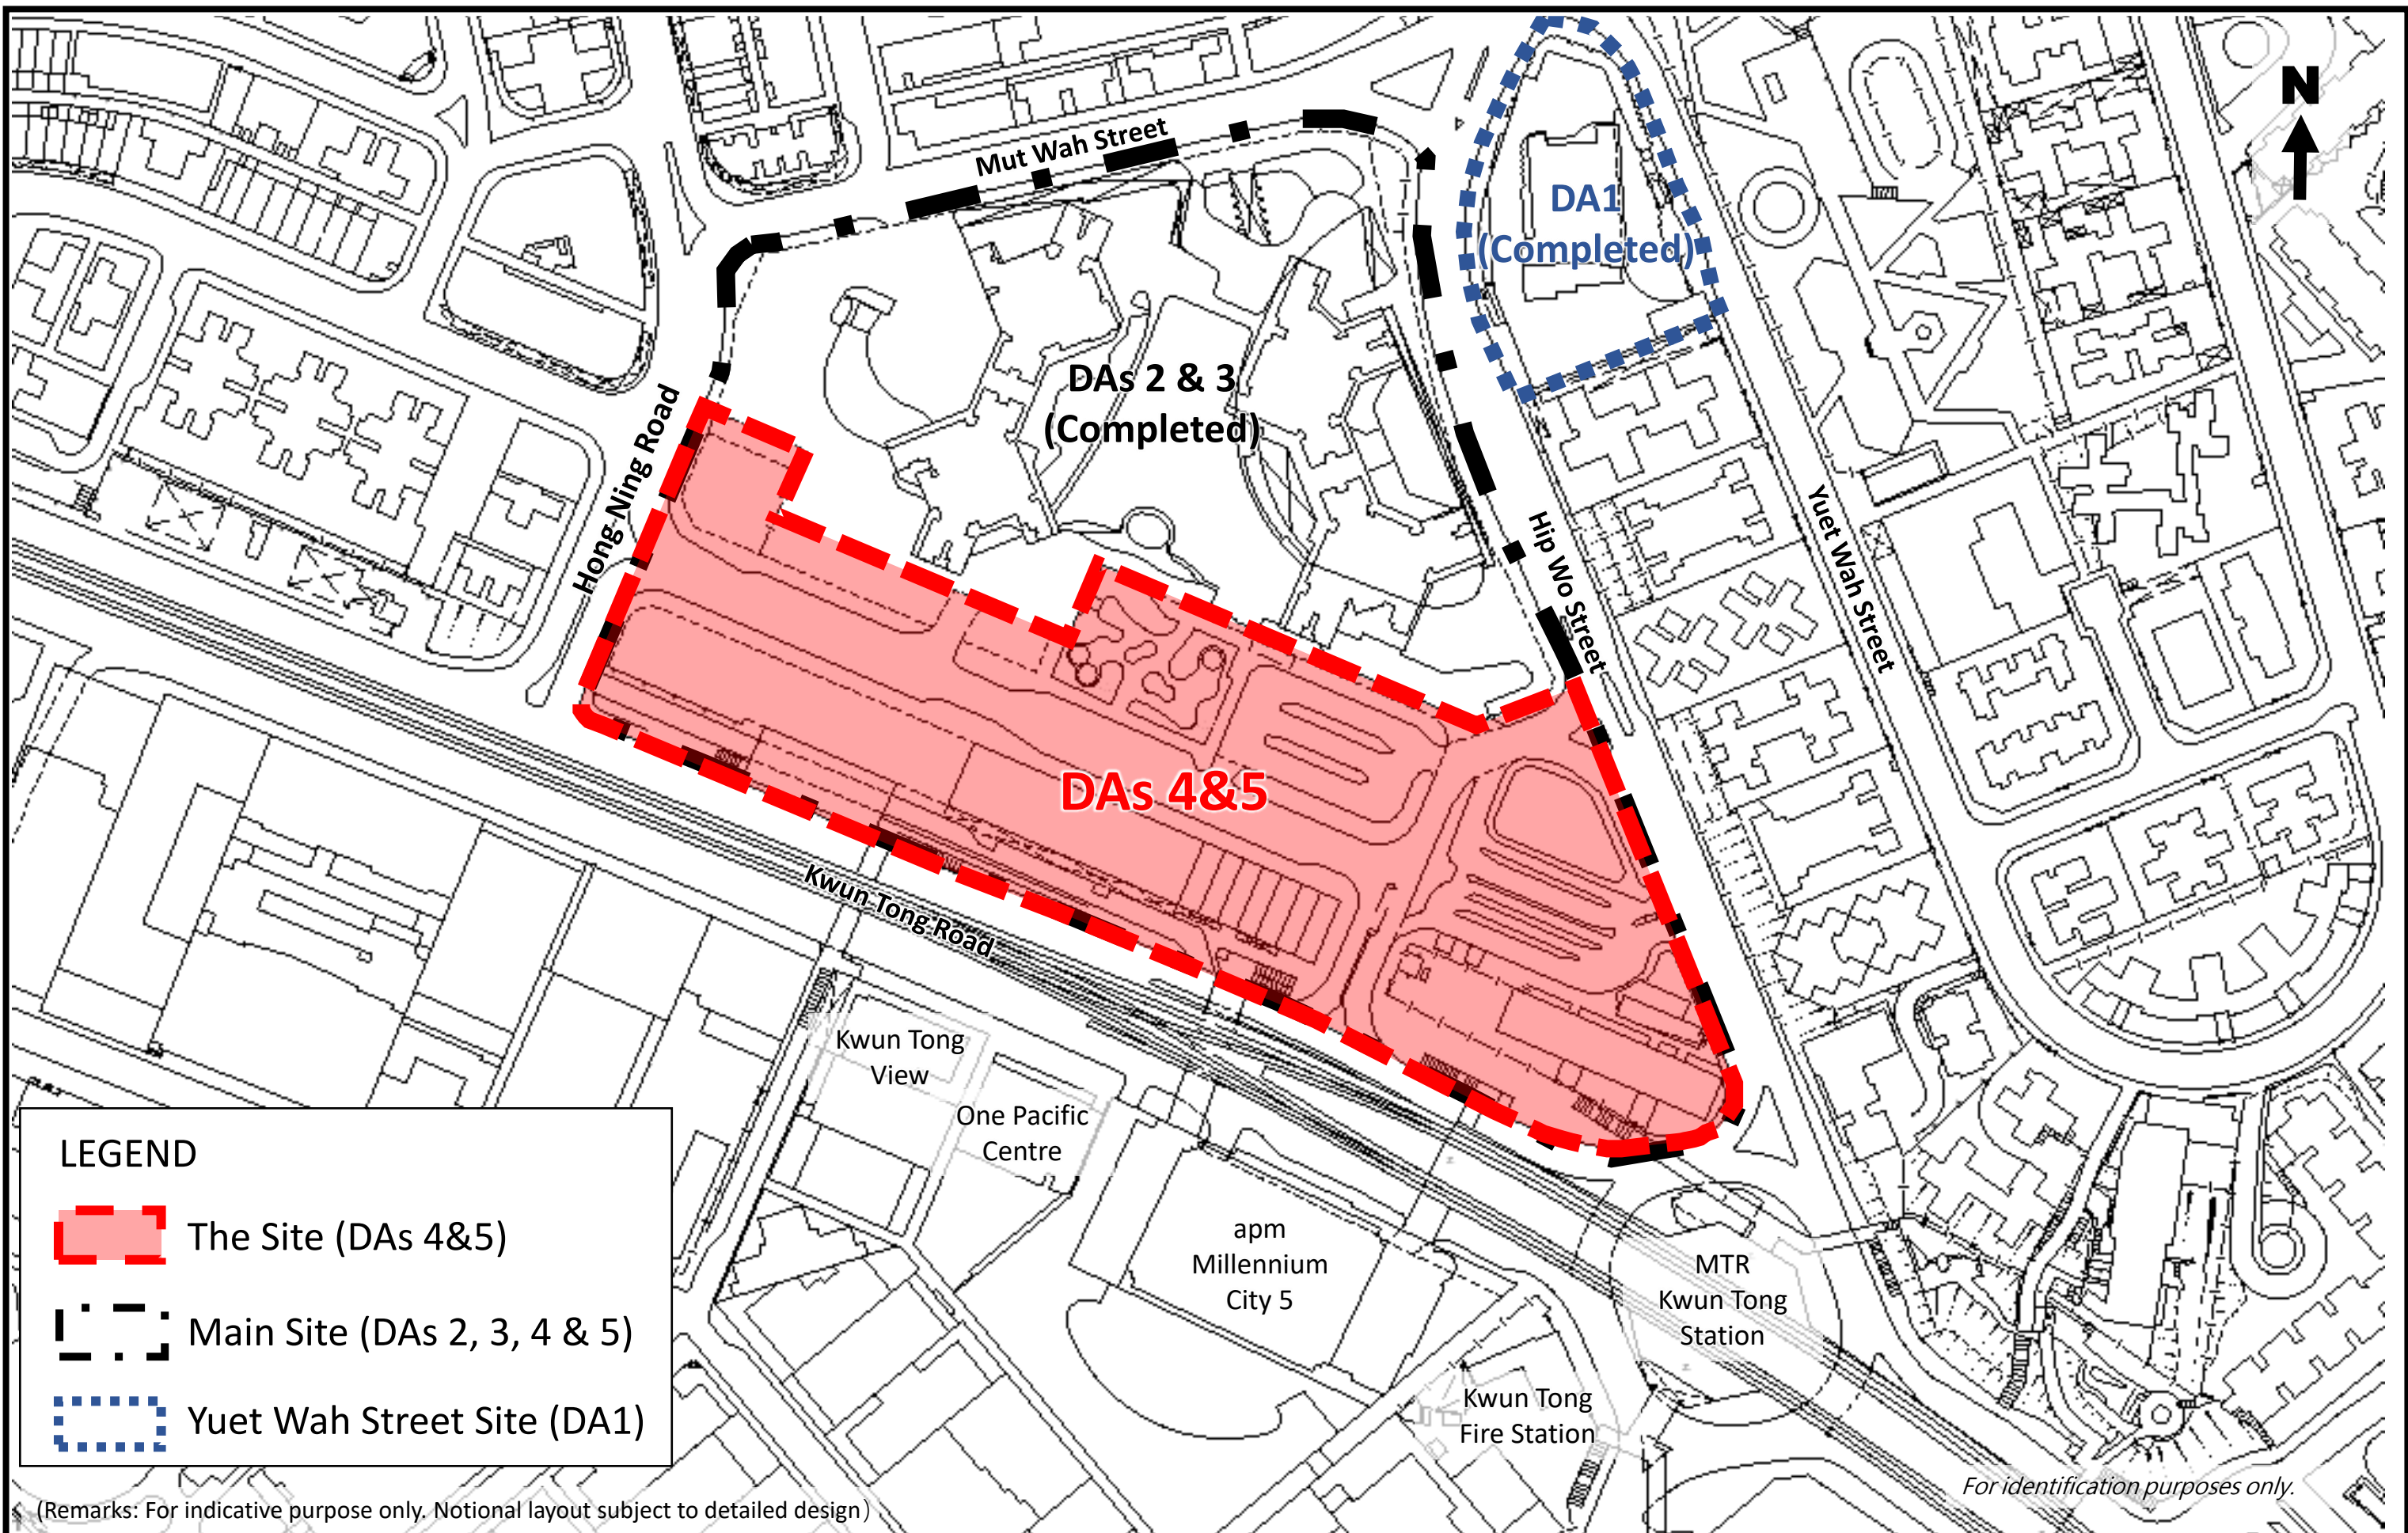 N
Mut Wah Street
DA1
(Completed)
DAs 2 & 3
(Completed)
Hong Ning Road
Hip Wo Street
Yuet Wah Street
DAs 4&5
Kwun Tong Road
Kwun Tong
View
One Pacific
Centre
apm
Millennium
City 5
MTR
Kwun Tong
Station
Kwun Tong
Fire Station
LEGEND
The Site (DAs 4&5)
Main Site (DAs 2, 3, 4 & 5)
Yuet Wah Street Site (DA1)
For identification purposes only.
(Remarks: For indicative purpose only. Notional layout subject to detailed design)